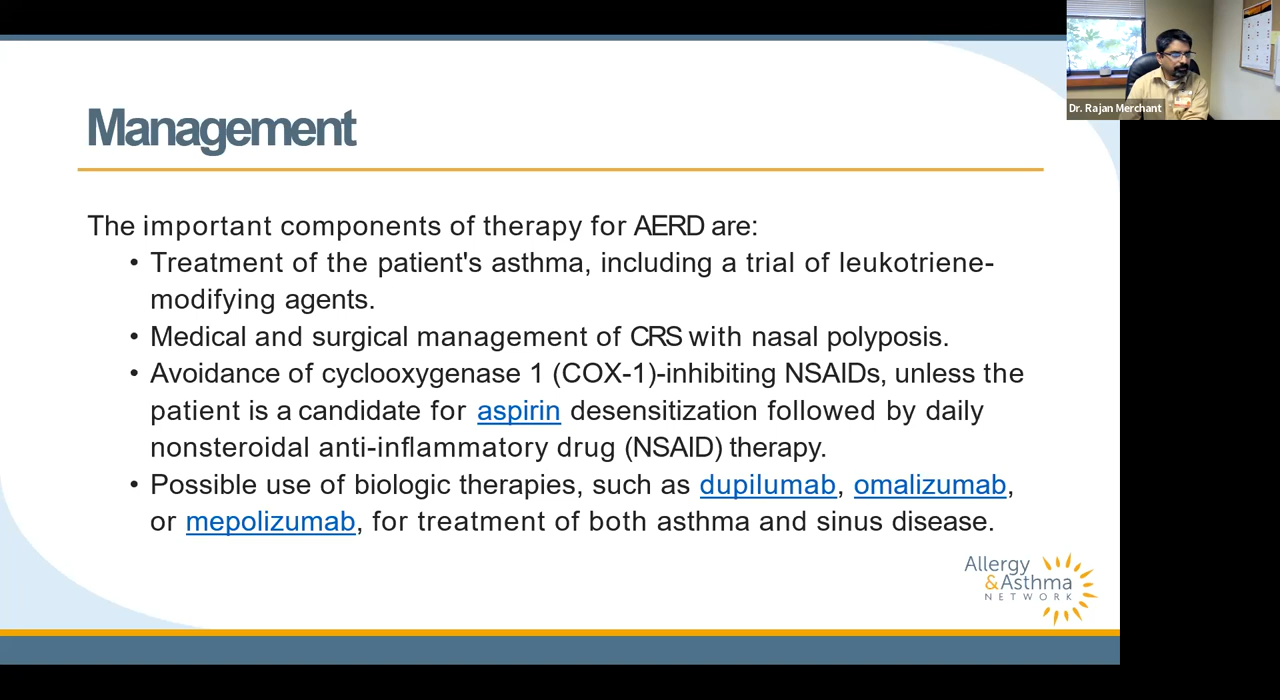 Dr. Rajan Merchant
Management
The important components of therapy for AERD are:
• Treatment of the patient's asthma, including a trial of leukotriene-
modifying agents.
• Medical and surgical management of CRS with nasal polyposis.
• Avoidance of cyclooxygenase 1 (COX-1)-inhibiting NSAIDs, unless the
patient is a candidate for aspirin desensitization followed by daily
nonsteroidal anti-inflammatory drug (NSAID) therapy.
• Possible use of biologic therapies, such as dupilumab, omalizumab,
or mepolizumab, for treatment of both asthma and sinus disease.
Allergy
&Asthma
NETWORK